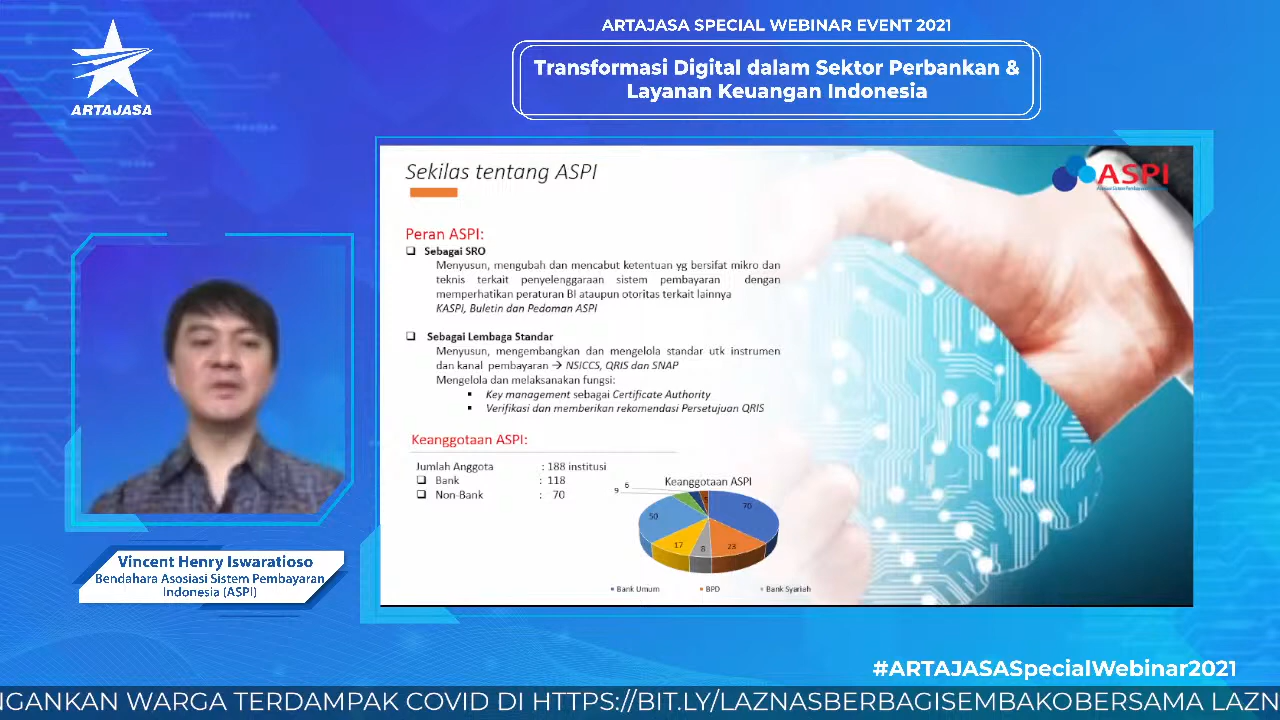 ARTAJASA SPECIAL WEBINAR EVENT 2021
Transformasi Digital dalam Sektor Perbankan &
Layanan Keuangan Indonesia
ARTAJASA
Sekilas tentang ASPI
ASPI
Peran ASPI:
Sebagai SRO
Menyusun, mengubah dan mencabut ketentuan yg bersifat mikro dan
teknis terkait penyelenggaraan sistem pembayaran dengan
memperhatikan peraturan BI ataupun otoritas terkait lainnya
KASPI, Buletin dan Pedoman ASPI
Sebagai Lembaga Standar
Menyusun, mengembangkan dan mengelola standar utk instrumen
dan kanal pembayaran → NSICCS, QRIS dan SNAP
Mengelola dan melaksanakan fungsi:
Key management sebagai Certificate Authority
Verifikasi dan memberikan rekomendasi Persetujuan QRIS
Keanggotaan ASPI:
Jumlah Anggota : 188 institusi
Bank : 118
Non-Bank : 70
Keanggotaan ASPI
9
6
70
50
17
8
23
Bank Umum
BPD
Bank Syariah
Vincent Henry Iswaratioso
Bendahara Asosiasi Sistem Pembayaran
Indonesia (ASPI)
#ARTAJASASpecialWebinar2021
NGANKAN WARGA TERDAMPAK COVID DI HTTPS://BIT.LY/LAZNASBERBAGISEMBAKOBERSAMA LAZN